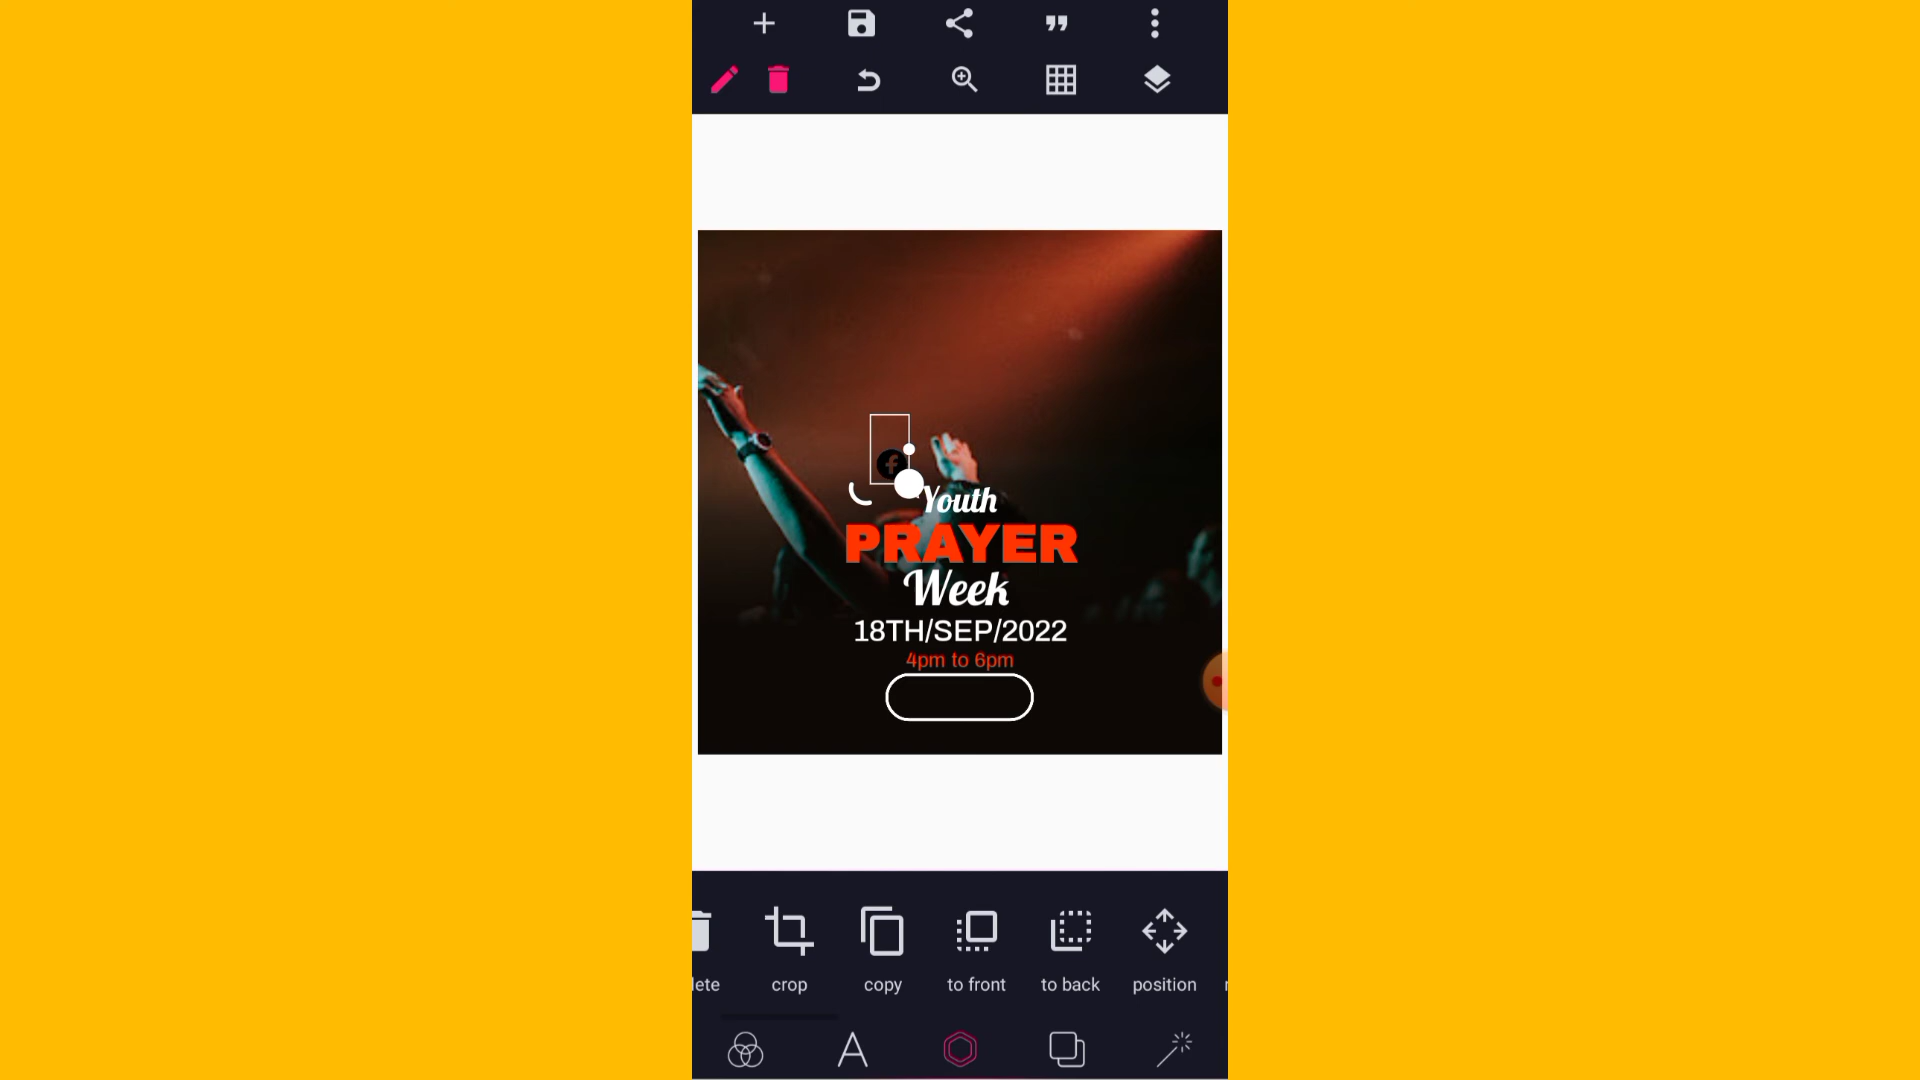 Youth
PRAYER
Week
18TH/SEP/2022
4pm to 6pm
lete crop copy to front to back position